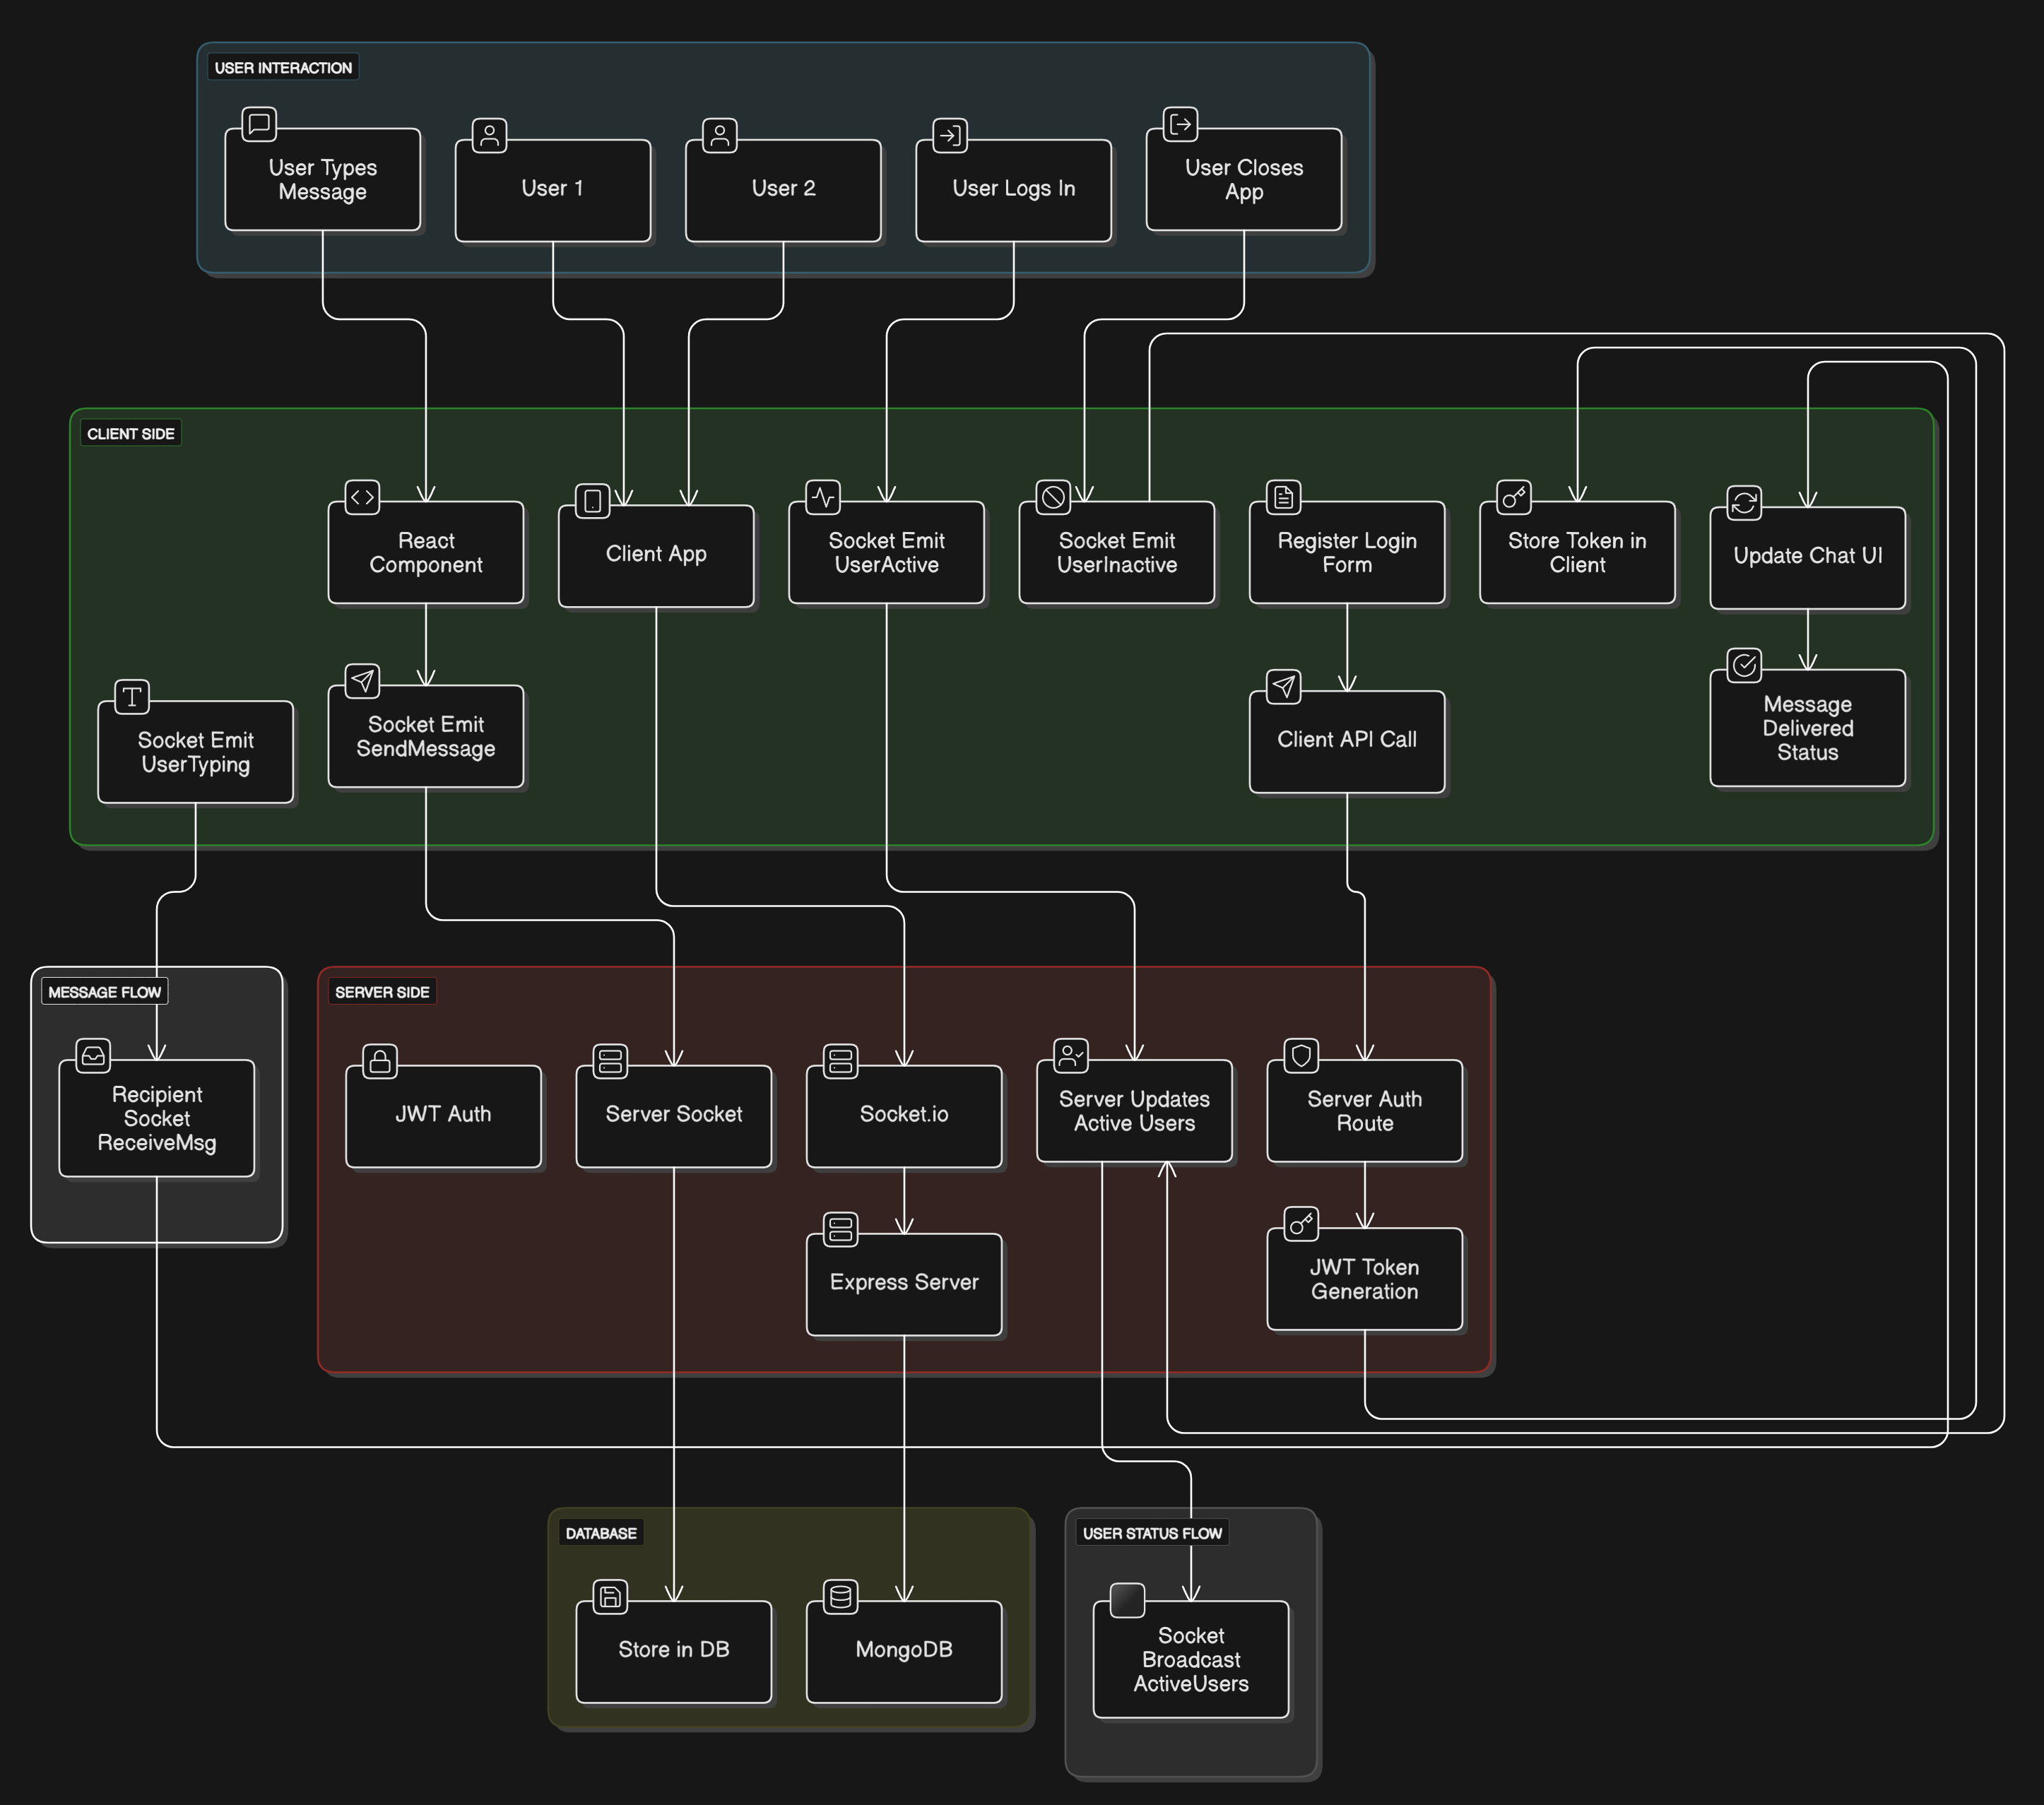 USER INTERACTION
User Types
Message
User 1
User 2
User Logs In
User Closes
App
CLIENT SIDE
React
Component
Client App
Socket Emit
UserActive
Socket Emit
UserInactive
Register Login
Form
Store Token in
Client
Update Chat UI
Socket Emit
UserTyping
Socket Emit
SendMessage
Client API Call
Message
Delivered
Status
MESSAGE FLOW
Recipient
Socket
ReceiveMsg
SERVER SIDE
JWT Auth
Server Socket
Socket.io
Server Updates
Active Users
Server Auth
Route
Express Server
JWT Token
Generation
DATABASE
Store in DB
MongoDB
USER STATUS FLOW
Socket
Broadcast
ActiveUsers